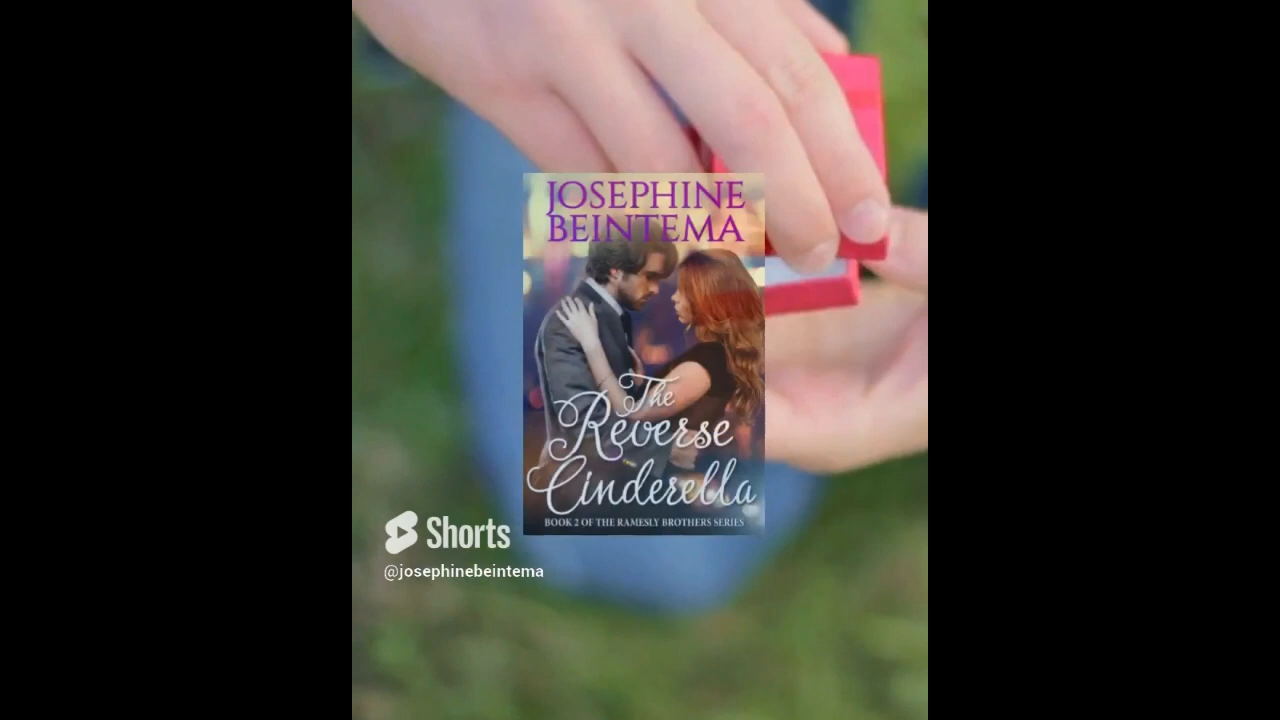 JOSEPHINE
BEINTEMA
The
Reverse
Cinderella
BOOK 2 OF THE RAMESLY BROTHERS SERIES
Shorts
@josephinebeintema